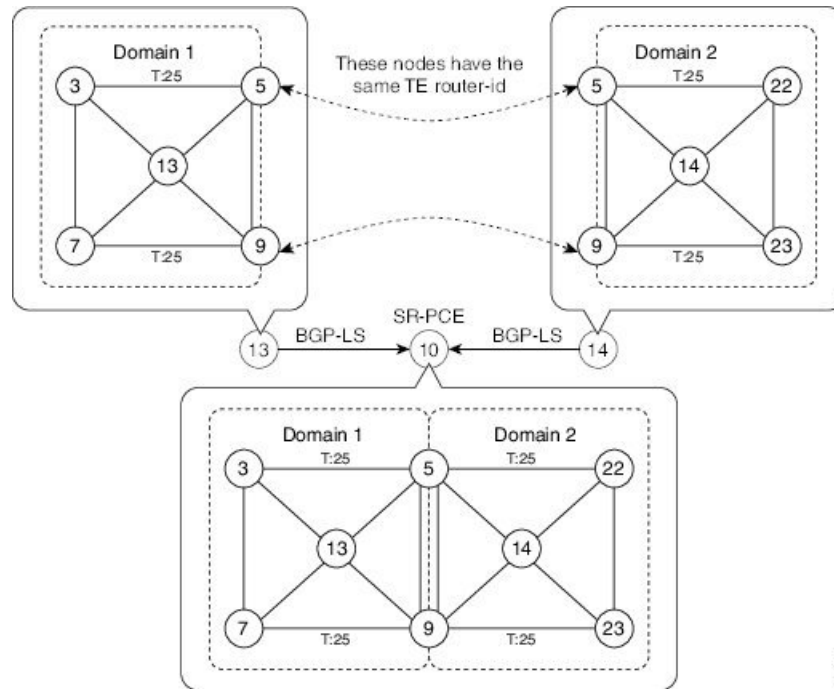 Domain 1
T:25
3
5
13
7
9
T:25
These nodes have the
same TE router-id
Domain 2
T:25
5
22
14
9
23
T:25
SR-PCE
13
BGP-LS
10
BGP-LS
14
Domain 1
Domain 2
T:25
T:25
3
5
22
13
14
7
9
23
T:25
T:25